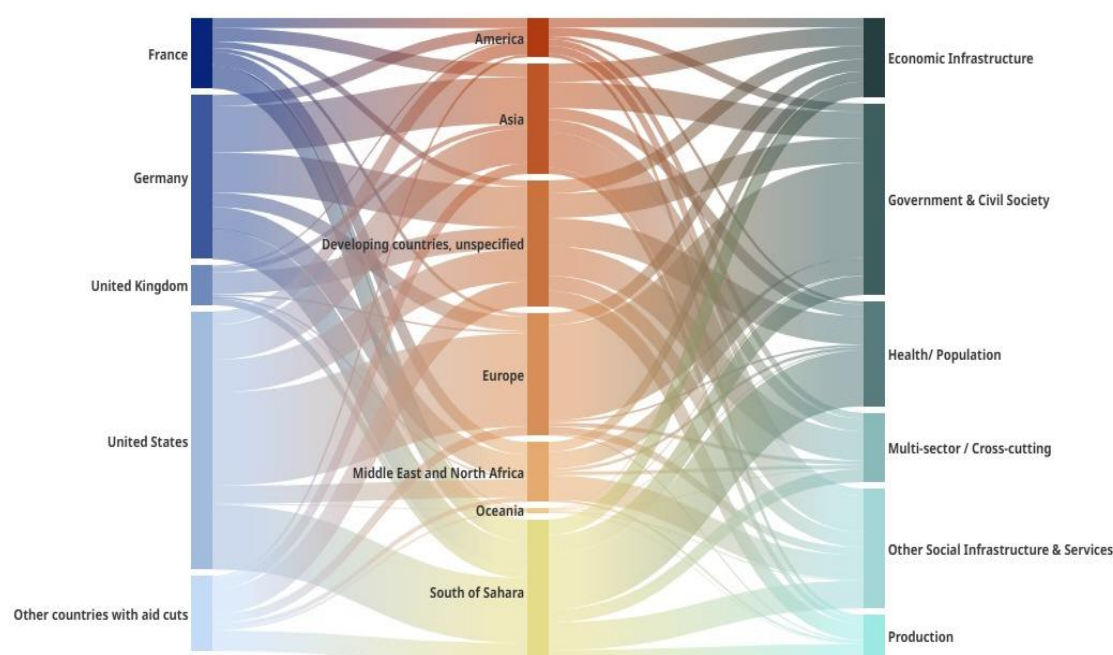 France
Germany
United Kingdom
United States
Other countries with aid cuts
America
Asia
Developing countries, unspecified
Europe
Middle East and North Africa
Oceania
South of Sahara
Economic Infrastructure
Government & Civil Society
Health/ Population
Multi-sector / Cross-cutting
Other Social Infrastructure & Services
Production